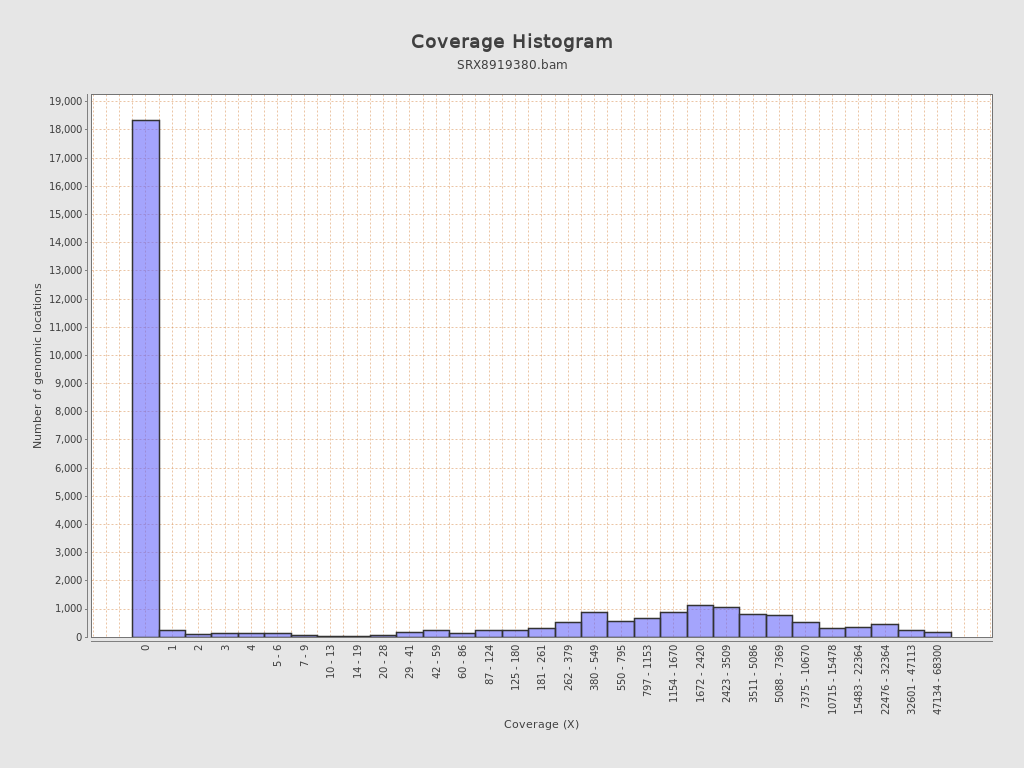 Coverage Histogram
SRX8919380.bam
Number of genomic locations
19,000
18,000
17,000
16,000
15,000
14,000
13,000
12,000
11,000
10,000
9,000
8,000
7,000
6,000
5,000
4,000
3,000
2,000
1,000
0
0
1
2
3
4
5 - 6
7 - 9
10 - 13
14 - 19
20 - 28
29 - 41
42 - 59
60 - 86
87 - 124
125 - 180
181 - 261
262 - 379
380 - 549
550 - 795
797 - 1153
1154 - 1670
1672 - 2420
2423 - 3509
3511 - 5086
5088 - 7369
7375 - 10670
10715 - 15478
15483 - 22364
22476 - 32364
32601 - 47113
47134 - 68300
Coverage (X)